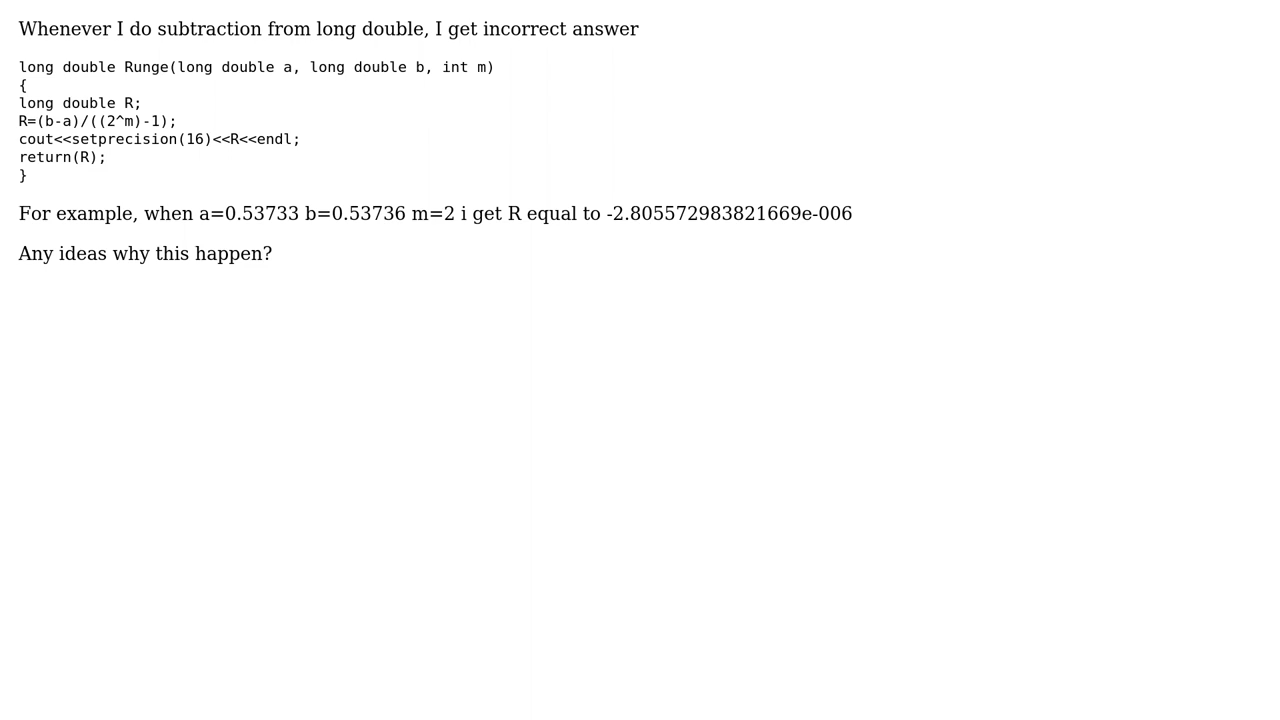 Whenever I do subtraction from long double, I get incorrect answer
long double Runge(long double a, long double b, int m)
{
long double R;
R=(b-a)/((2^m)-1);
cout<<setprecision(16)<<R<<endl;
return(R);
}
For example, when a=0.53733 b=0.53736 m=2 i get R equal to -2.805572983821669e-006
Any ideas why this happen?